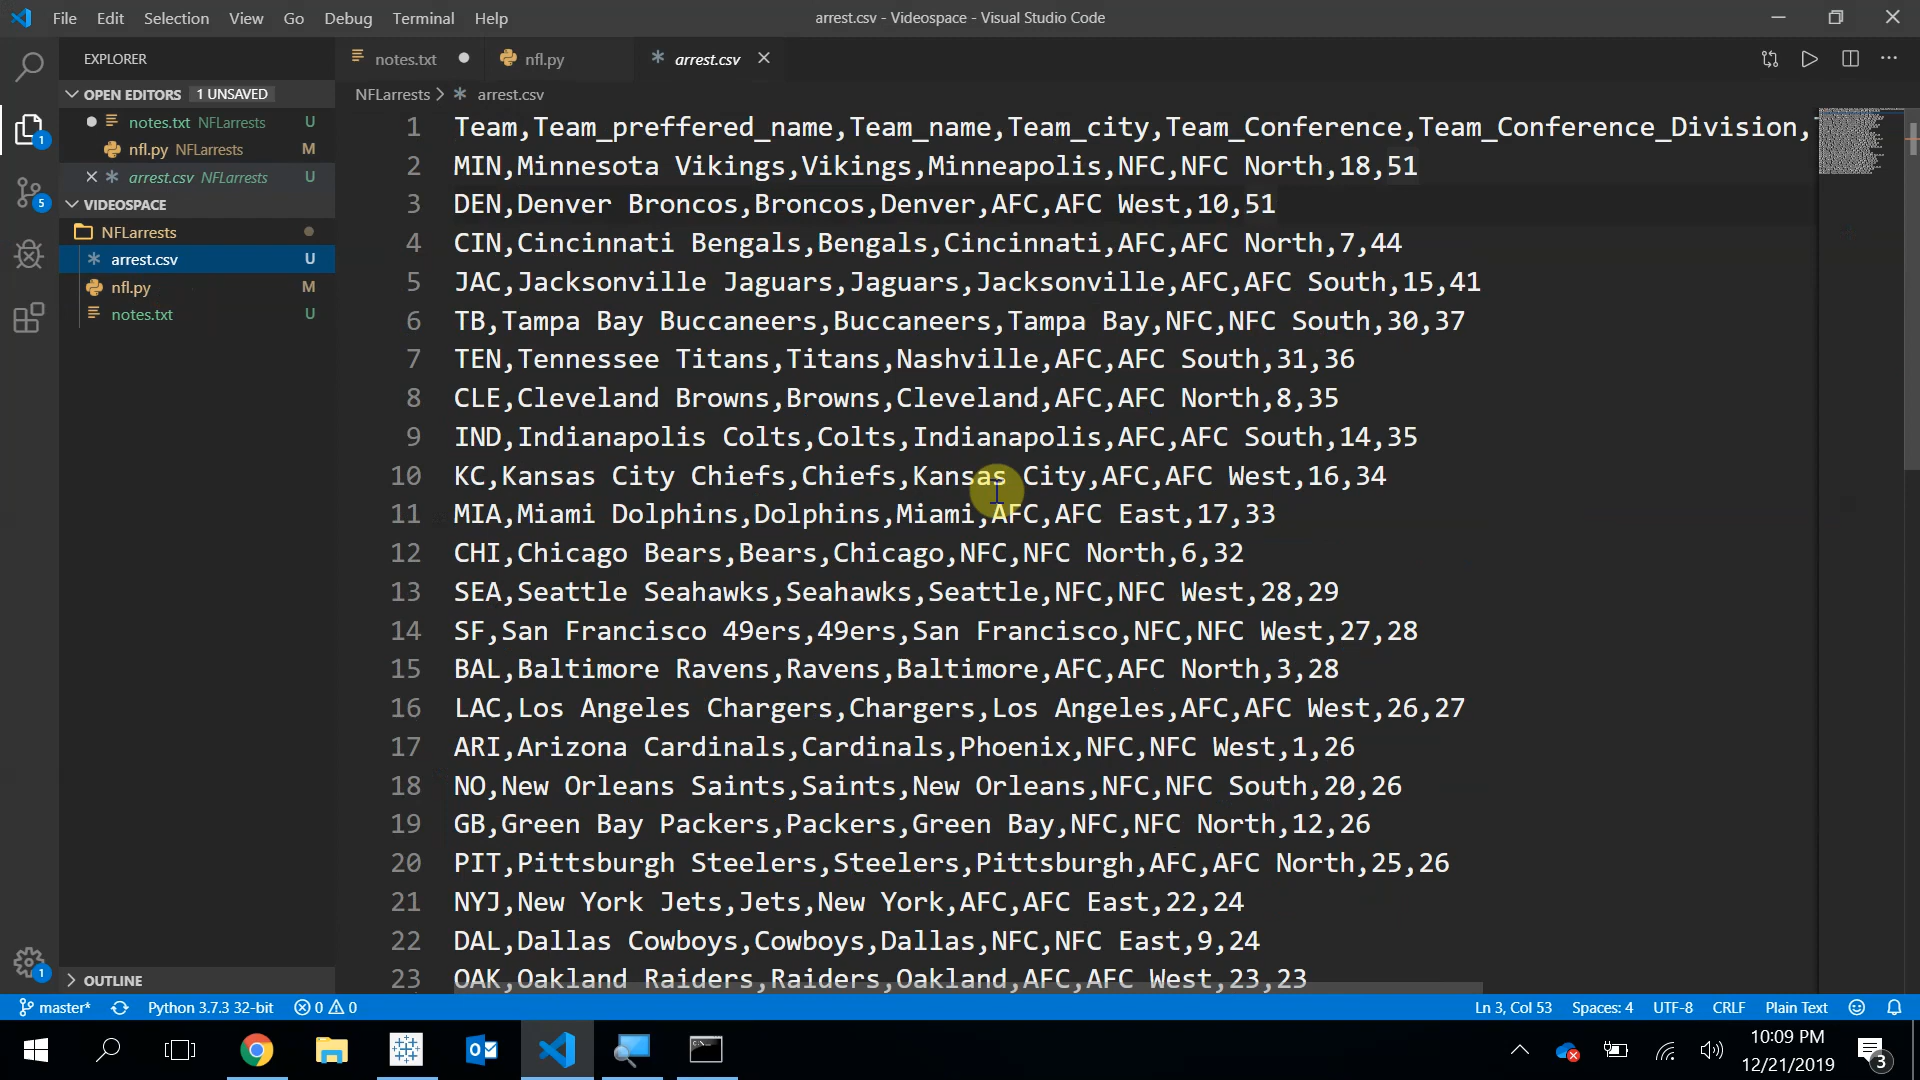 File Edit Selection View Go Debug Terminal Help
arrest.csv - Videospace - Visual Studio Code
EXPLORER
OPEN EDITORS 1 UNSAVED
notes.txt NFLarrests U
nfl.py NFLarrests M
arrest.csv NFLarrests U
VIDEOSPACE
NFLarrests
arrest.csv U
nfl.py M
notes.txt U
OUTLINE
1
5
1
notes.txt
nfl.py
arrest.csv
NFLarrests > arrest.csv
1 Team,Team_preffered_name,Team_name,Team_city,Team_Conference,Team_Conference_Division,
2 MIN,Minnesota Vikings,Vikings,Minneapolis,NFC,NFC North,18,51
3 DEN,Denver Broncos,Broncos,Denver,AFC,AFC West,10,51
4 CIN,Cincinnati Bengals,Bengals,Cincinnati,AFC,AFC North,7,44
5 JAC,Jacksonville Jaguars,Jaguars,Jacksonville,AFC,AFC South,15,41
6 TB,Tampa Bay Buccaneers,Buccaneers,Tampa Bay,NFC,NFC South,30,37
7 TEN,Tennessee Titans,Titans,Nashville,AFC,AFC South,31,36
8 CLE,Cleveland Browns,Browns,Cleveland,AFC,AFC North,8,35
9 IND,Indianapolis Colts,Colts,Indianapolis,AFC,AFC South,14,35
10 KC,Kansas City Chiefs,Chiefs,Kansas City,AFC,AFC West,16,34
11 MIA,Miami Dolphins,Dolphins,Miami,AFC,AFC East,17,33
12 CHI,Chicago Bears,Bears,Chicago,NFC,NFC North,6,32
13 SEA,Seattle Seahawks,Seahawks,Seattle,NFC,NFC West,28,29
14 SF,San Francisco 49ers,49ers,San Francisco,NFC,NFC West,27,28
15 BAL,Baltimore Ravens,Ravens,Baltimore,AFC,AFC North,3,28
16 LAC,Los Angeles Chargers,Chargers,Los Angeles,AFC,AFC West,26,27
17 ARI,Arizona Cardinals,Cardinals,Phoenix,NFC,NFC West,1,26
18 NO,New Orleans Saints,Saints,New Orleans,NFC,NFC South,20,26
19 GB,Green Bay Packers,Packers,Green Bay,NFC,NFC North,12,26
20 PIT,Pittsburgh Steelers,Steelers,Pittsburgh,AFC,AFC North,25,26
21 NYJ,New York Jets,Jets,New York,AFC,AFC East,22,24
22 DAL,Dallas Cowboys,Cowboys,Dallas,NFC,NFC East,9,24
23 OAK,Oakland Raiders,Raiders,Oakland,AFC,AFC West,23,23
master* Python 3.7.3 32-bit 0 0 Ln 3, Col 53 Spaces: 4 UTF-8 CRLF Plain Text
10:09 PM
12/21/2019
3